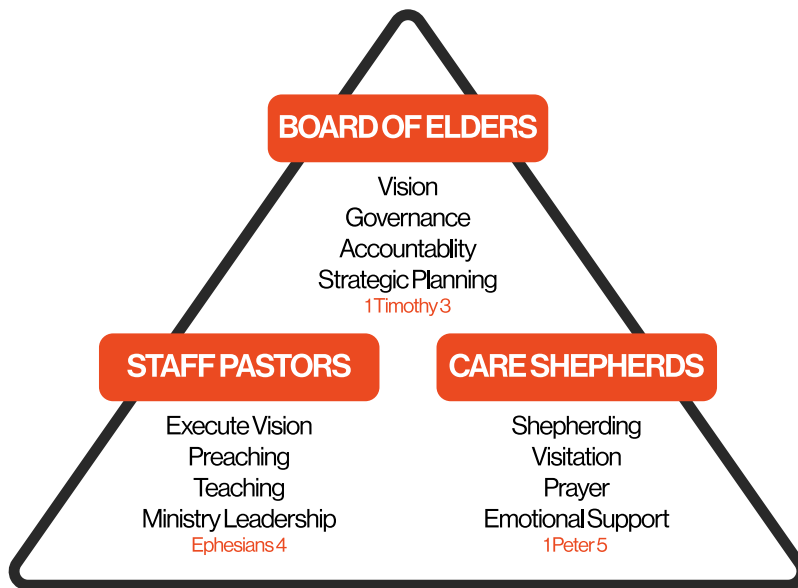 BOARD OF ELDERS
Vision
Governance
Accountablity
Strategic Planning
1 Timothy 3
STAFF PASTORS
Execute Vision
Preaching
Teaching
Ministry Leadership
Ephesians 4
CARE SHEPHERDS
Shepherding
Visitation
Prayer
Emotional Support
1 Peter 5